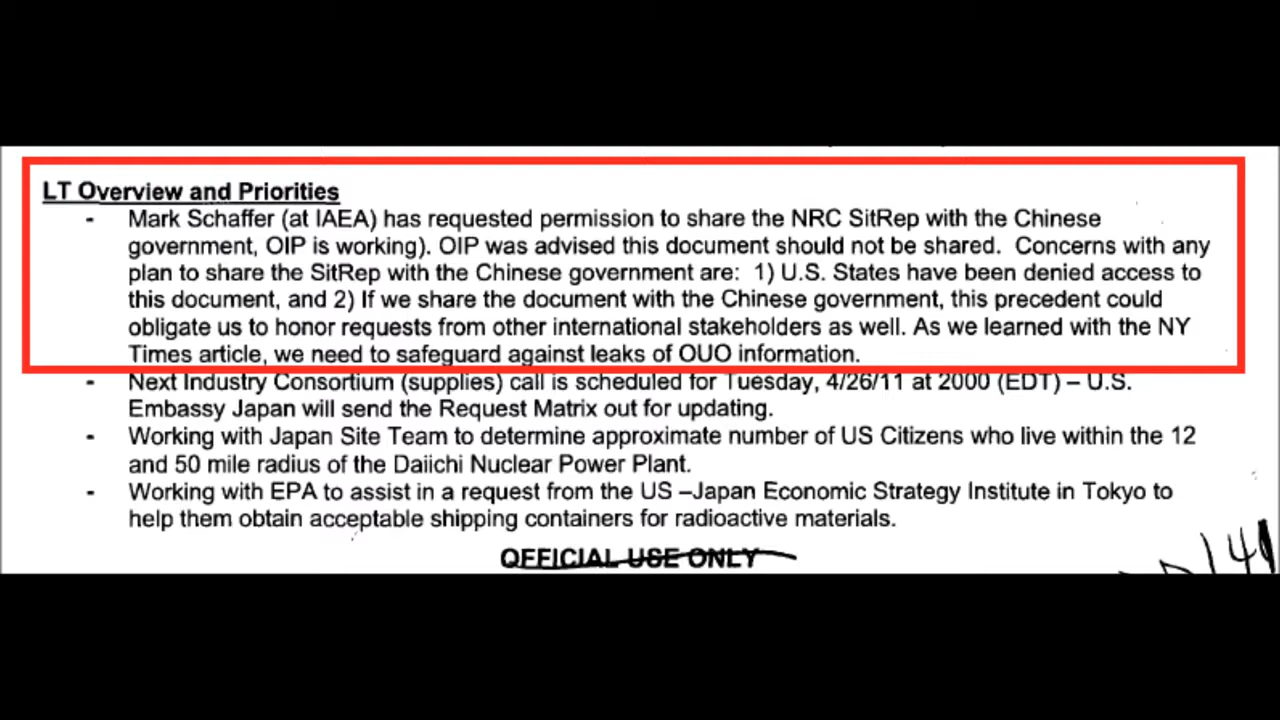 LT Overview and Priorities
- Mark Schaffer (at IAEA) has requested permission to share the NRC SitRep with the Chinese
government, OIP is working). OIP was advised this document should not be shared. Concerns with any
plan to share the SitRep with the Chinese government are: 1) U.S. States have been denied access to
this document, and 2) If we share the document with the Chinese government, this precedent could
obligate us to honor requests from other international stakeholders as well. As we learned with the NY
Times article, we need to safeguard against leaks of OUO information.
- Next Industry Consortium (supplies) call is scheduled for Tuesday, 4/26/11 at 2000 (EDT) – U.S.
Embassy Japan will send the Request Matrix out for updating.
- Working with Japan Site Team to determine approximate number of US Citizens who live within the 12
and 50 mile radius of the Daiichi Nuclear Power Plant.
- Working with EPA to assist in a request from the US –Japan Economic Strategy Institute in Tokyo to
help them obtain acceptable shipping containers for radioactive materials.
OFFICIAL USE ONLY